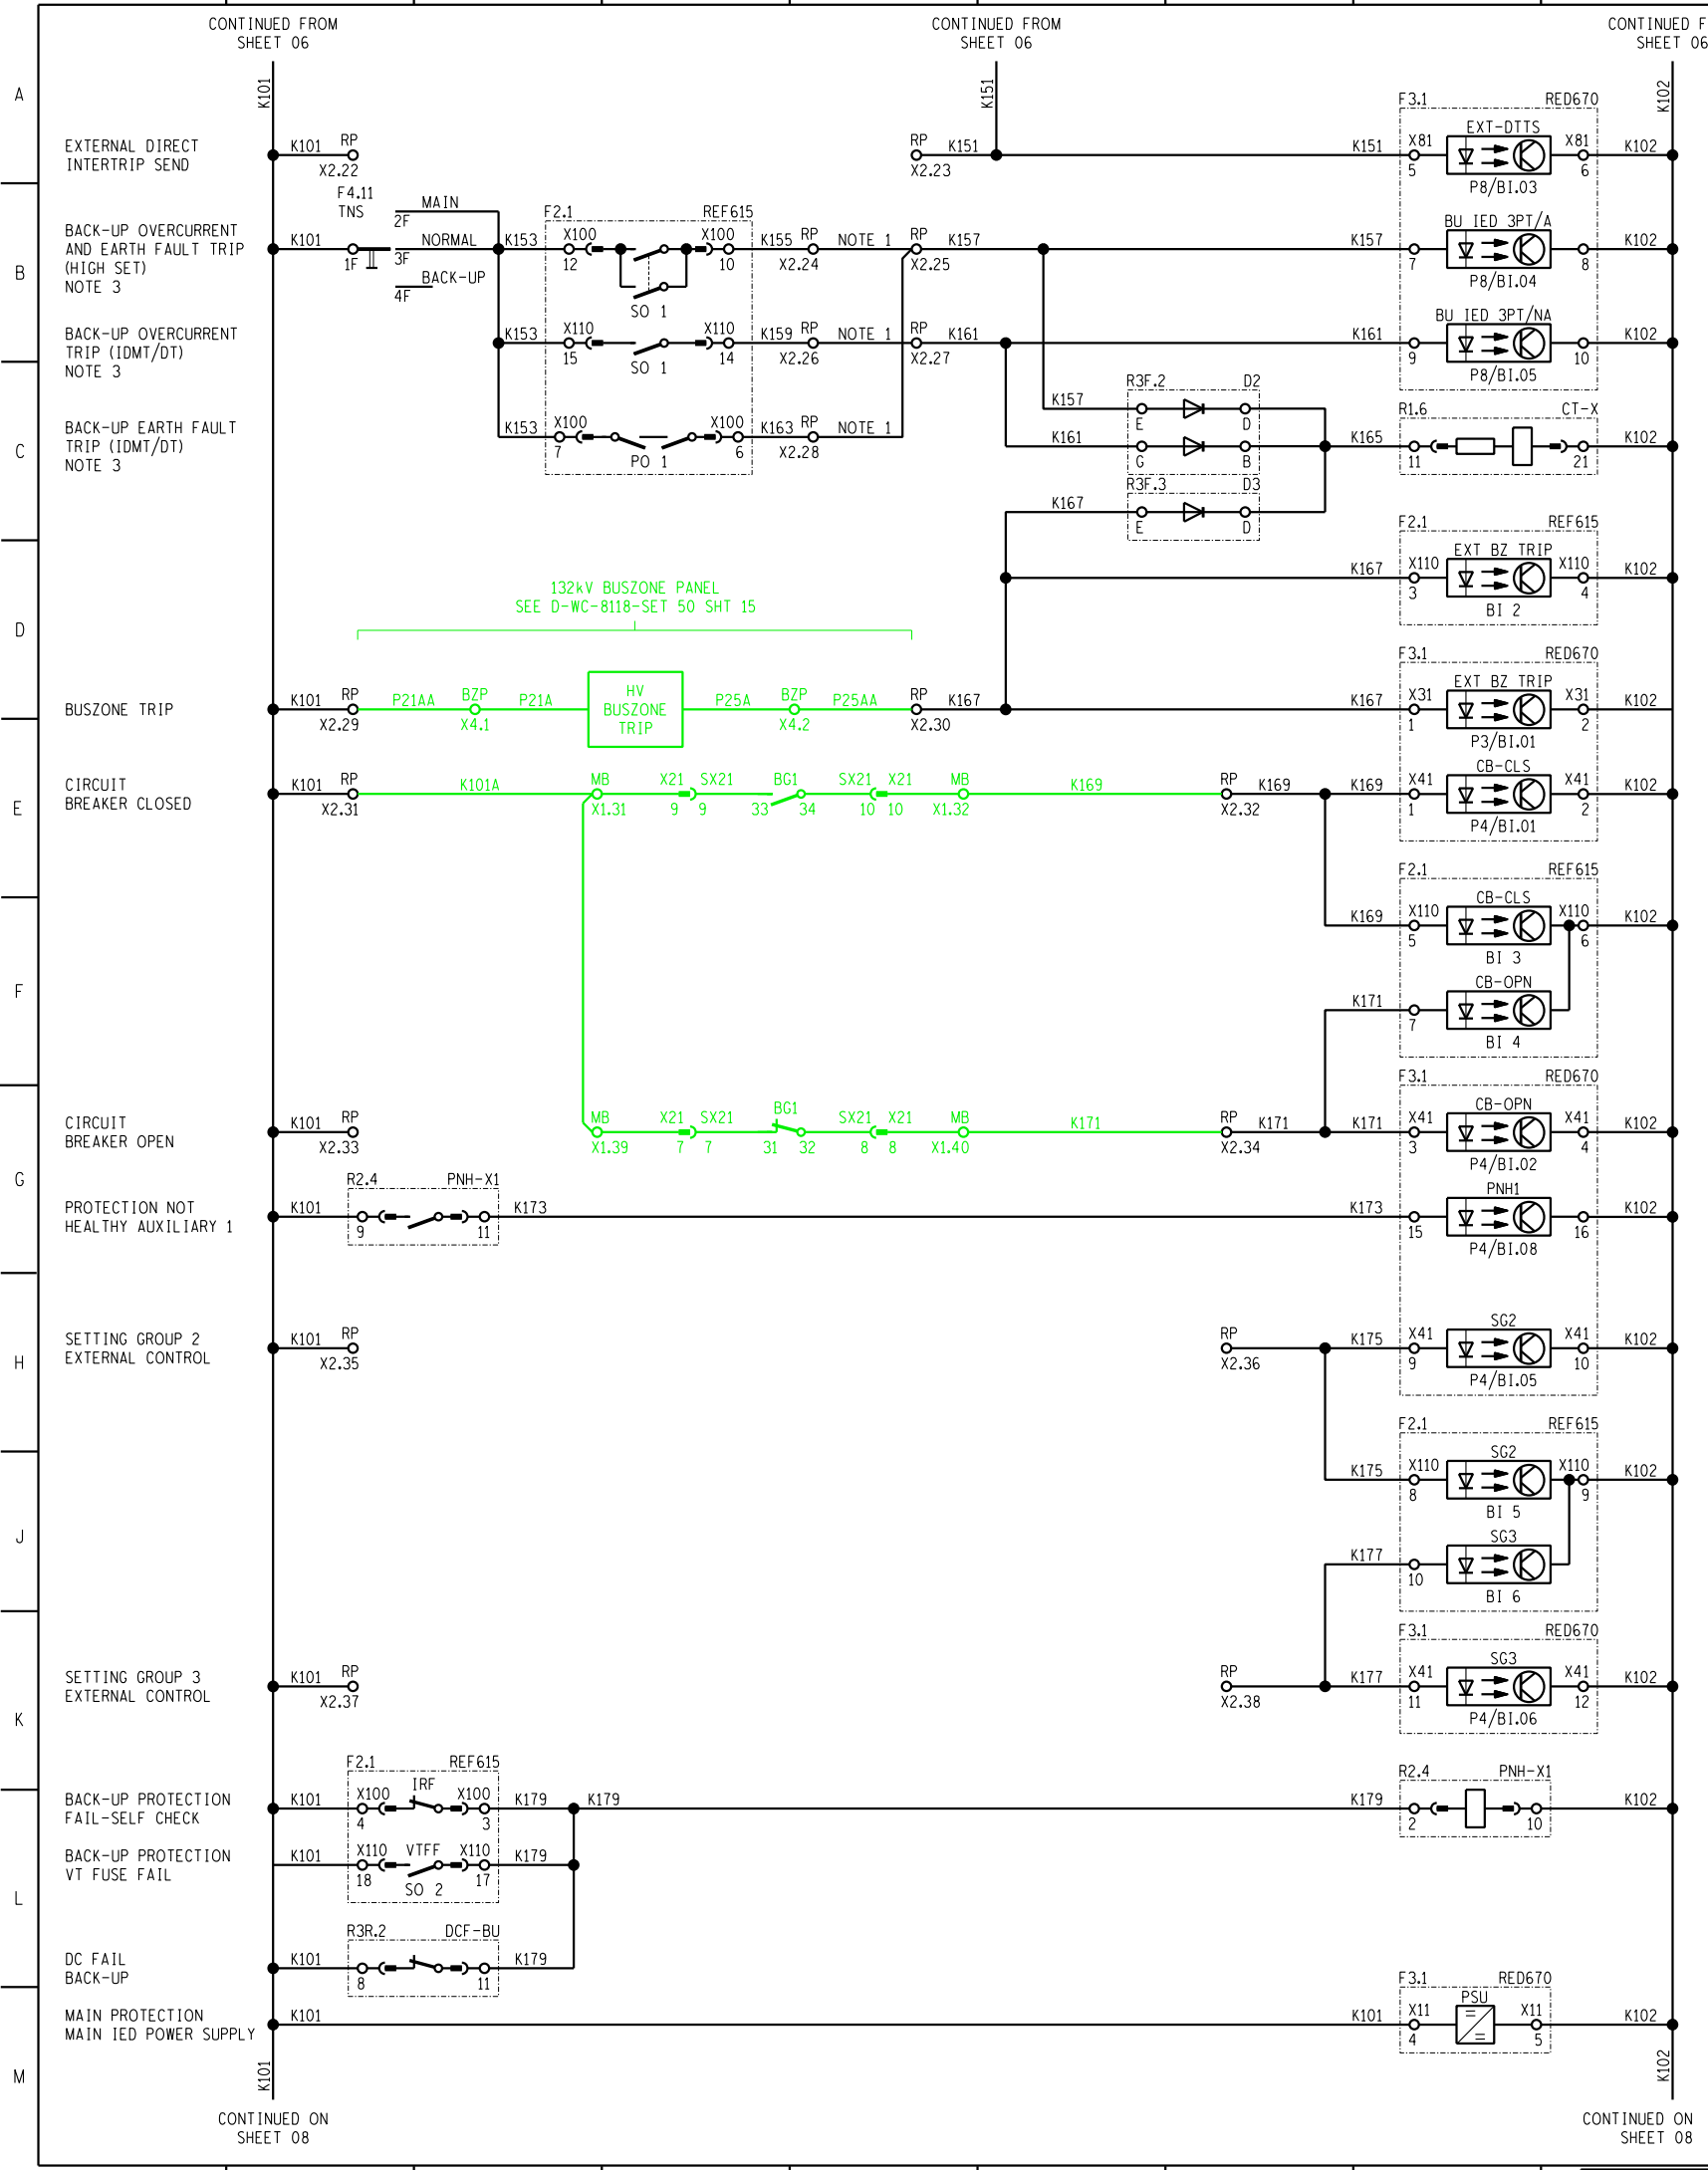 CONTINUED FROM
SHEET 06
CONTINUED FROM
SHEET 06
CONTINUED F
SHEET 06
A
K101
K151
K102
F3.1 RED670
EXTERNAL DIRECT
INTERTRIP SEND
K101 RP
X2.22
RP K151
X2.23
K151 X81 EXT-DTTS X81 K102
5 6
P8/BI.03
F4.11
TNS
MAIN
2F
B
BACK-UP OVERCURRENT
AND EARTH FAULT TRIP
(HIGH SET)
NOTE 3
K101
1F
NORMAL
3F
BACK-UP
4F
K153
F2.1 REF615
X100 X100
12 10
SO 1
K155 RP
X2.24
NOTE 1
RP K157
X2.25
K157 BU IED 3PT/A K102
7 8
P8/BI.04
BACK-UP OVERCURRENT
TRIP (IDMT/DT)
NOTE 3
K153 X110 X110
15 14
SO 1
K159 RP
X2.26
NOTE 1
RP K161
X2.27
K161 BU IED 3PT/NA K102
9 10
P8/BI.05
C
BACK-UP EARTH FAULT
TRIP (IDMT/DT)
NOTE 3
K153 X100 X100
7 6
PO 1
K163 RP
X2.28
NOTE 1
R3F.2 D2
K157
E D
K161
G B
R3F.3 D3
K167
E D
R1.6 CT-X
K165 K102
11 21
F2.1 REF615
EXT BZ TRIP
K167 X110 X110 K102
3 4
BI 2
D
132kV BUSZONE PANEL
SEE D-WC-8118-SET 50 SHT 15
BUSZONE TRIP
K101 RP
X2.29
P21AA BZP P21A
X4.1
HV
BUSZONE
TRIP
P25A BZP P25AA
X4.2
RP K167
X2.30
F3.1 RED670
EXT BZ TRIP
K167 X31 X31 K102
1 2
P3/BI.01
E
CIRCUIT
BREAKER CLOSED
K101 RP
X2.31
K101A
MB X21 SX21 BG1 SX21 X21 MB
X1.31 9 9 33 34 10 10 X1.32
K169
RP K169
X2.32
CB-CLS
K169 X41 X41 K102
1 2
P4/BI.01
F2.1 REF615
CB-CLS
K169 X110 X110 K102
5 6
BI 3
F
CB-OPN
K171
7
BI 4
F3.1 RED670
G
CIRCUIT
BREAKER OPEN
K101 RP
X2.33
MB X21 SX21 BG1 SX21 X21 MB
X1.39 7 7 31 32 8 8 X1.40
K171
RP K171
X2.34
CB-OPN
K171 X41 X41 K102
3 4
P4/BI.02
PROTECTION NOT
HEALTHY AUXILIARY 1
R2.4 PNH-X1
K101 K173
9 11
PNH1
K173 K102
15 16
P4/BI.08
H
SETTING GROUP 2
EXTERNAL CONTROL
K101 RP
X2.35
RP
X2.36
SG2
K175 X41 X41 K102
9 10
P4/BI.05
F2.1 REF615
SG2
K175 X110 X110 K102
8 9
BI 5
J
SG3
K177
10
BI 6
F3.1 RED670
SETTING GROUP 3
EXTERNAL CONTROL
K101 RP
X2.37
RP
X2.38
SG3
K177 X41 X41 K102
11 12
P4/BI.06
K
F2.1 REF615
R2.4 PNH-X1
BACK-UP PROTECTION
FAIL-SELF CHECK
K101 X100 IRF X100 K179 K179
4 3
K179 K102
2 10
BACK-UP PROTECTION
VT FUSE FAIL
K101 X110 VTFF X110 K179
18 17
SO 2
L
R3R.2 DCF-BU
DC FAIL
BACK-UP
K101 K179
8 11
F3.1 RED670
MAIN PROTECTION
MAIN IED POWER SUPPLY
K101
K101 X11 PSU X11 K102
4 5
M
K101
K102
CONTINUED ON
SHEET 08
CONTINUED ON
SHEET 08